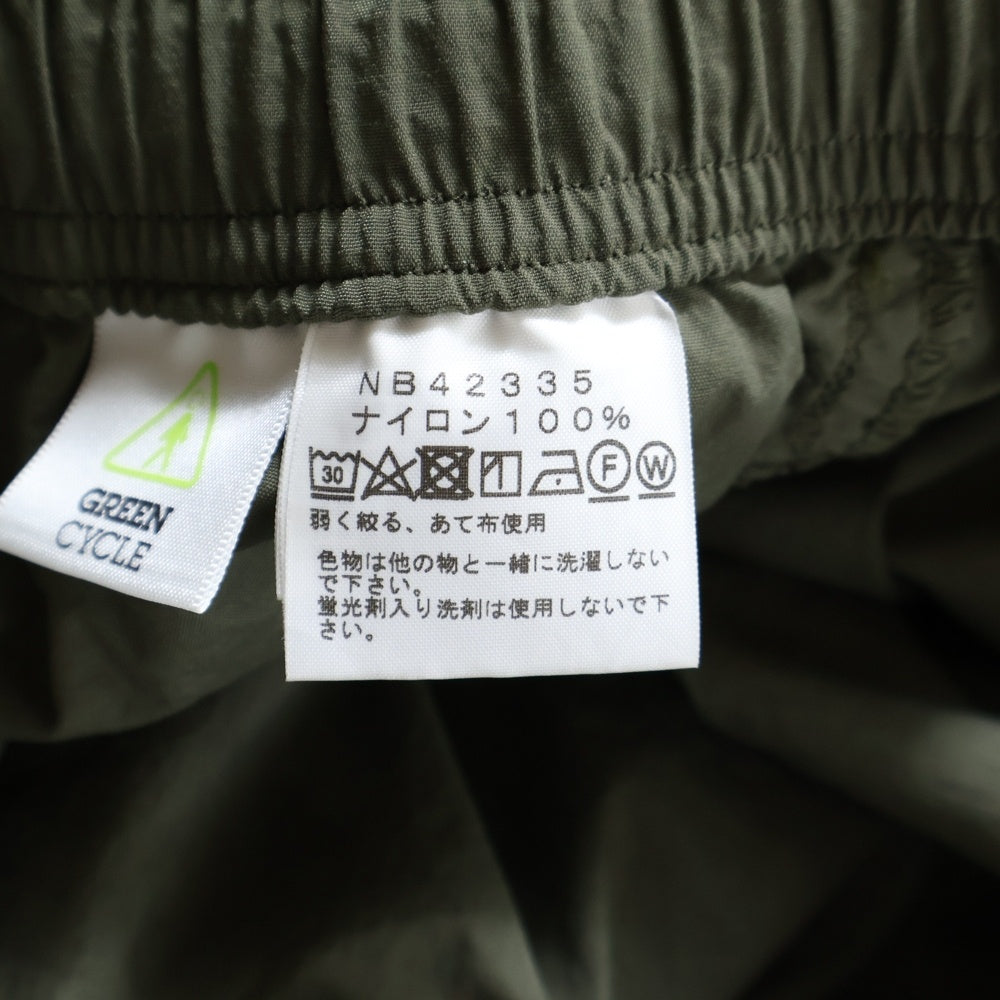 NB42335
ナイロン100%
30 F W
弱く絞る、あて布使用
色物は他の物と一緒に洗濯しない
で下さい。
蛍光剤入り洗剤は使用しないで下
さい。
GREEN
CYCLE